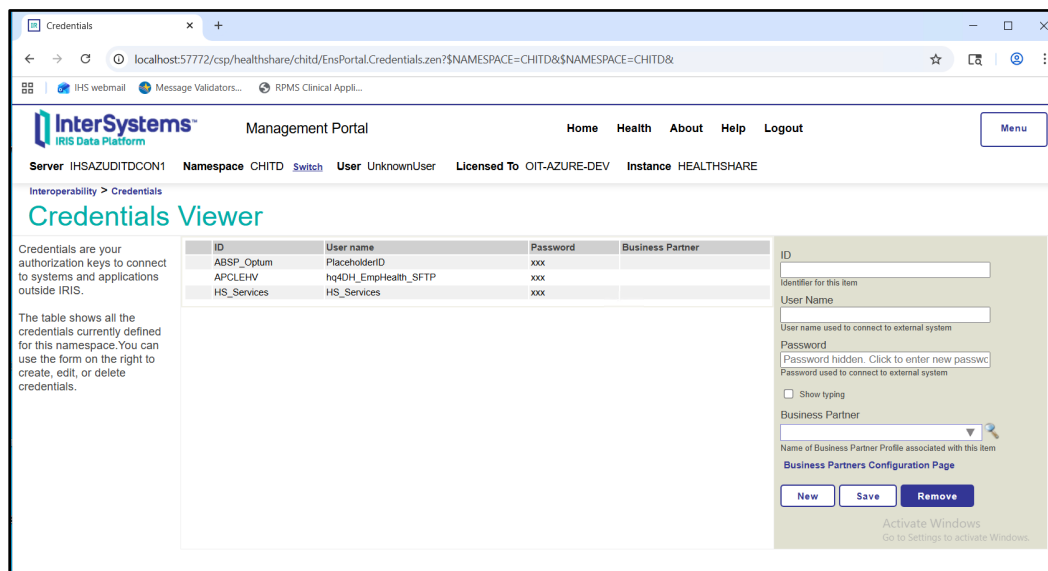 Credentials
localhost:57772/csp/healthshare/chitd/EnsPortal.Credentials.zen?$NAMESPACE=CHITD&$NAMESPACE=CHITD&
IHS webmail Message Validators... RPMS Clinical Appli...
InterSystems™
IRIS Data Platform
Management Portal
Home Health About Help Logout
Menu
Server IHSAZUDITDCON1 Namespace CHITD Switch User UnknownUser Licensed To OIT-AZURE-DEV Instance HEALTHSHARE
Interoperability > Credentials
Credentials Viewer
Credentials are your
authorization keys to connect
to systems and applications
outside IRIS.
The table shows all the
credentials currently defined
for this namespace.You can
use the form on the right to
create, edit, or delete
credentials.
ID User name Password Business Partner
ABSP_Optum PlaceholderID xxx
APCLEHV hq4DH_EmpHealth_SFTP xxx
HS_Services HS_Services xxx
ID
Identifier for this item
User Name
User name used to connect to external system
Password
Password hidden. Click to enter new passwc
Password used to connect to external system
Show typing
Business Partner
Name of Business Partner Profile associated with this item
Business Partners Configuration Page
New Save Remove
Activate Windows
Go to Settings to activate Windows.